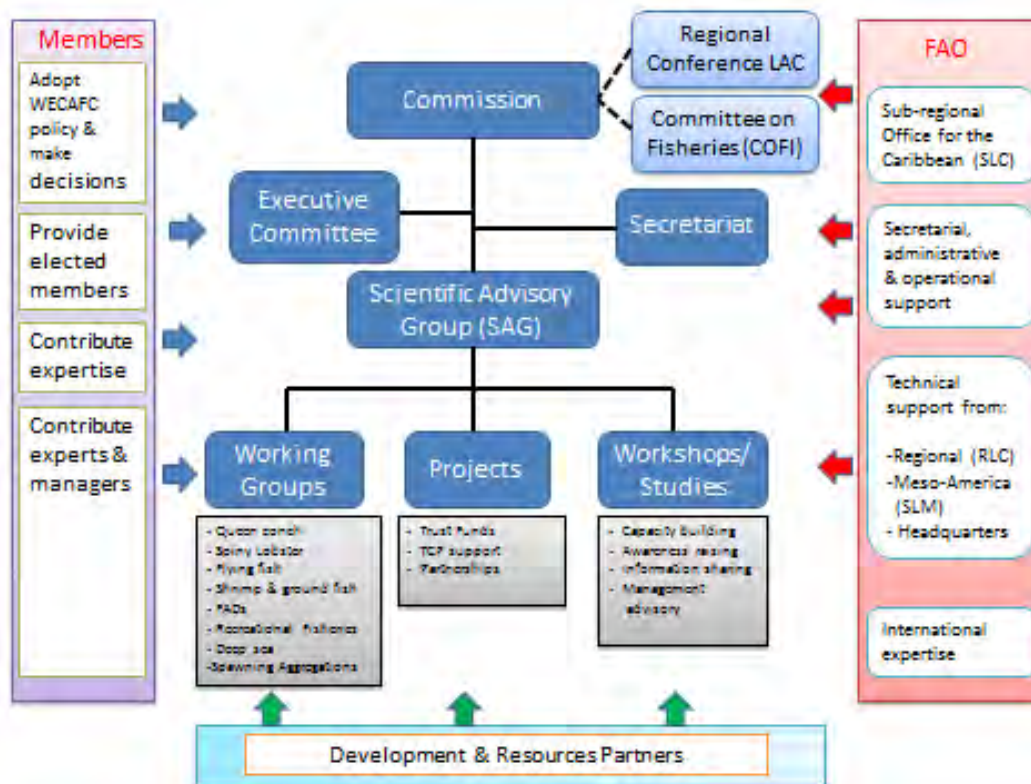 Members
Adopt
WECAFC
policy &
make
decisions
Provide
elected
members
Contribute
expertise
Contribute
experts &
managers
Commission
Regional
Conference LAC
Committee on
Fisheries (COFI)
Executive
Committee
Secretariat
Scientific Advisory
Group (SAG)
Working
Groups
- Queen conch
- Spiny Lobster
- Flying fish
- Shrimp & ground fish
- FADs
- Recreational Fisheries
- Deep sea
-Spawning Aggregations
Projects
- Trust Funds
- TCP support
- Partnerships
Workshops/
Studies
- Capacity building
- Awareness raising
- Information sharing
- Management
advisory
FAO
Sub-regional
Office for the
Caribbean (SLC)
Secretarial,
administrative
& operational
support
Technical
support from:
-Regional (RLC)
-Meso-America
(SLM)
- Headquarters
International
expertise
Development & Resources Partners